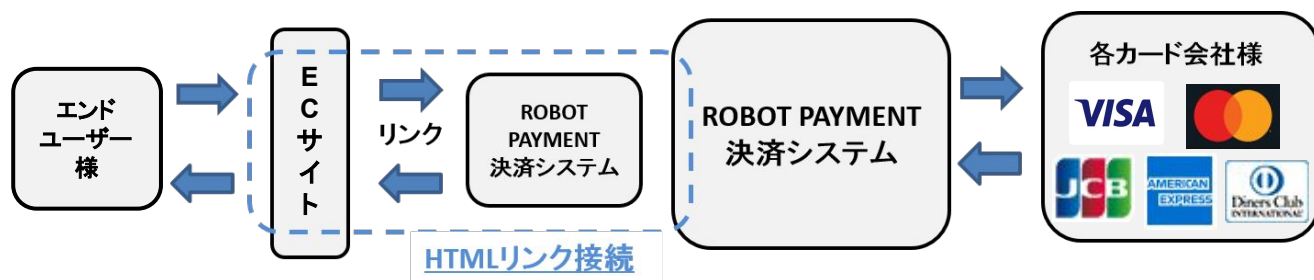 エンド
ユーザー
様
ECサイト
リンク
ROBOT
PAYMENT
決済システム
HTMLリンク接続
ROBOT PAYMENT
決済システム
各カード会社様
VISA
JCB
AMERICAN
EXPRESS
Diners Club
INTERNATIONAL